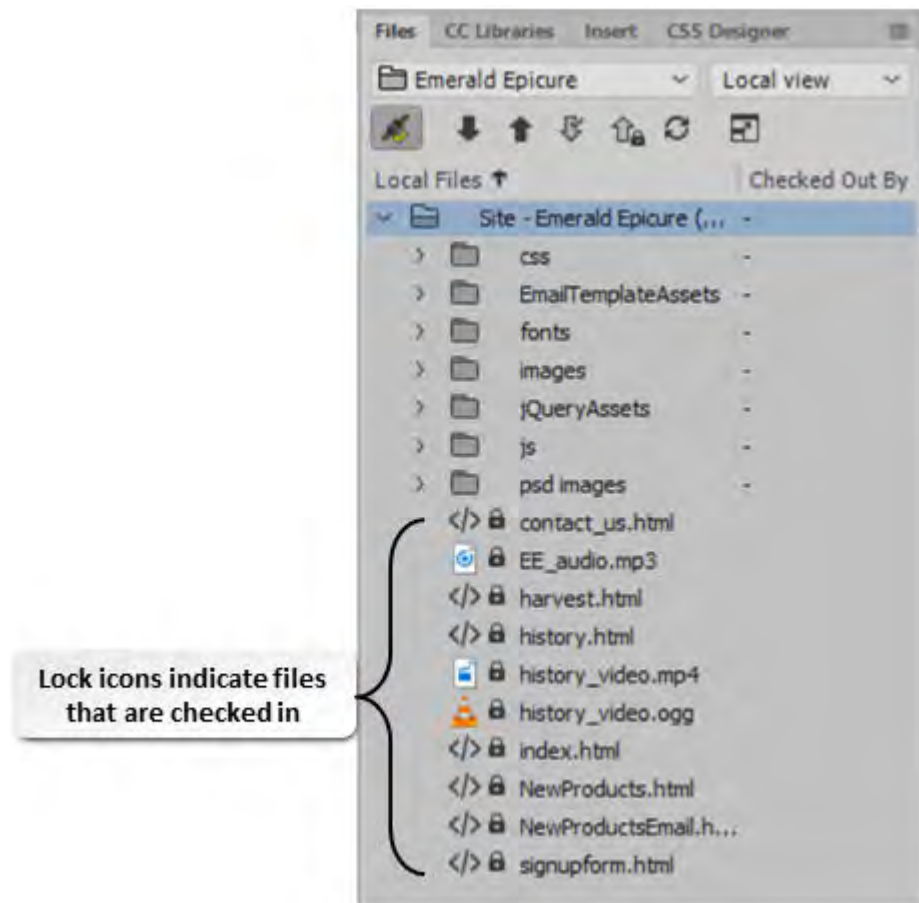 Files CC Libraries Insert CSS Designer
Emerald Epicure Local view
Local Files Checked Out By
Site - Emerald Epicure (... -
css -
EmailTemplateAssets -
fonts -
images -
jQueryAssets -
js -
psd images -
contact_us.html
EE_audio.mp3
harvest.html
history.html
history_video.mp4
history_video.ogg
index.html
NewProducts.html
NewProductsEmail.h...
signupform.html
Lock icons indicate files
that are checked in